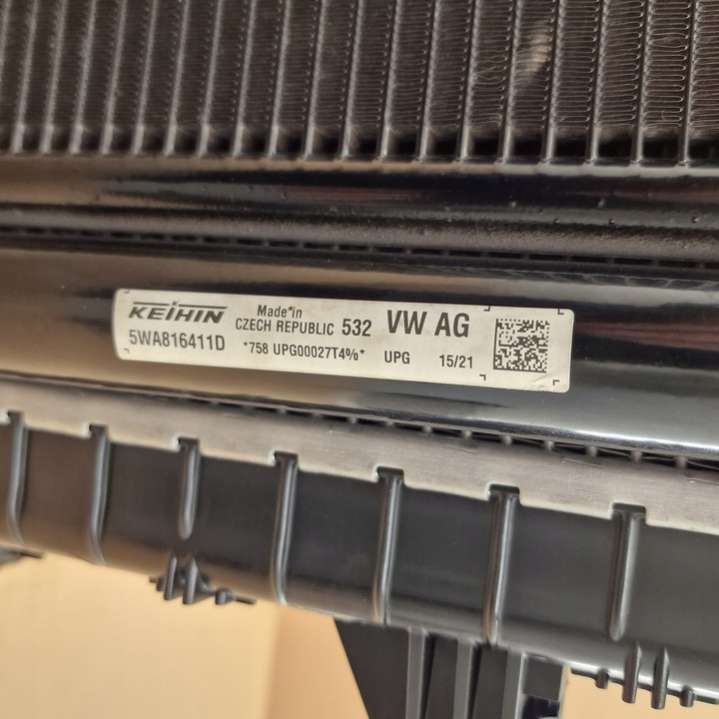 KEIHIN Made*in CZECH REPUBLIC 532 VW AG
5WA816411D *758 UPG00027T4%* UPG 15/21